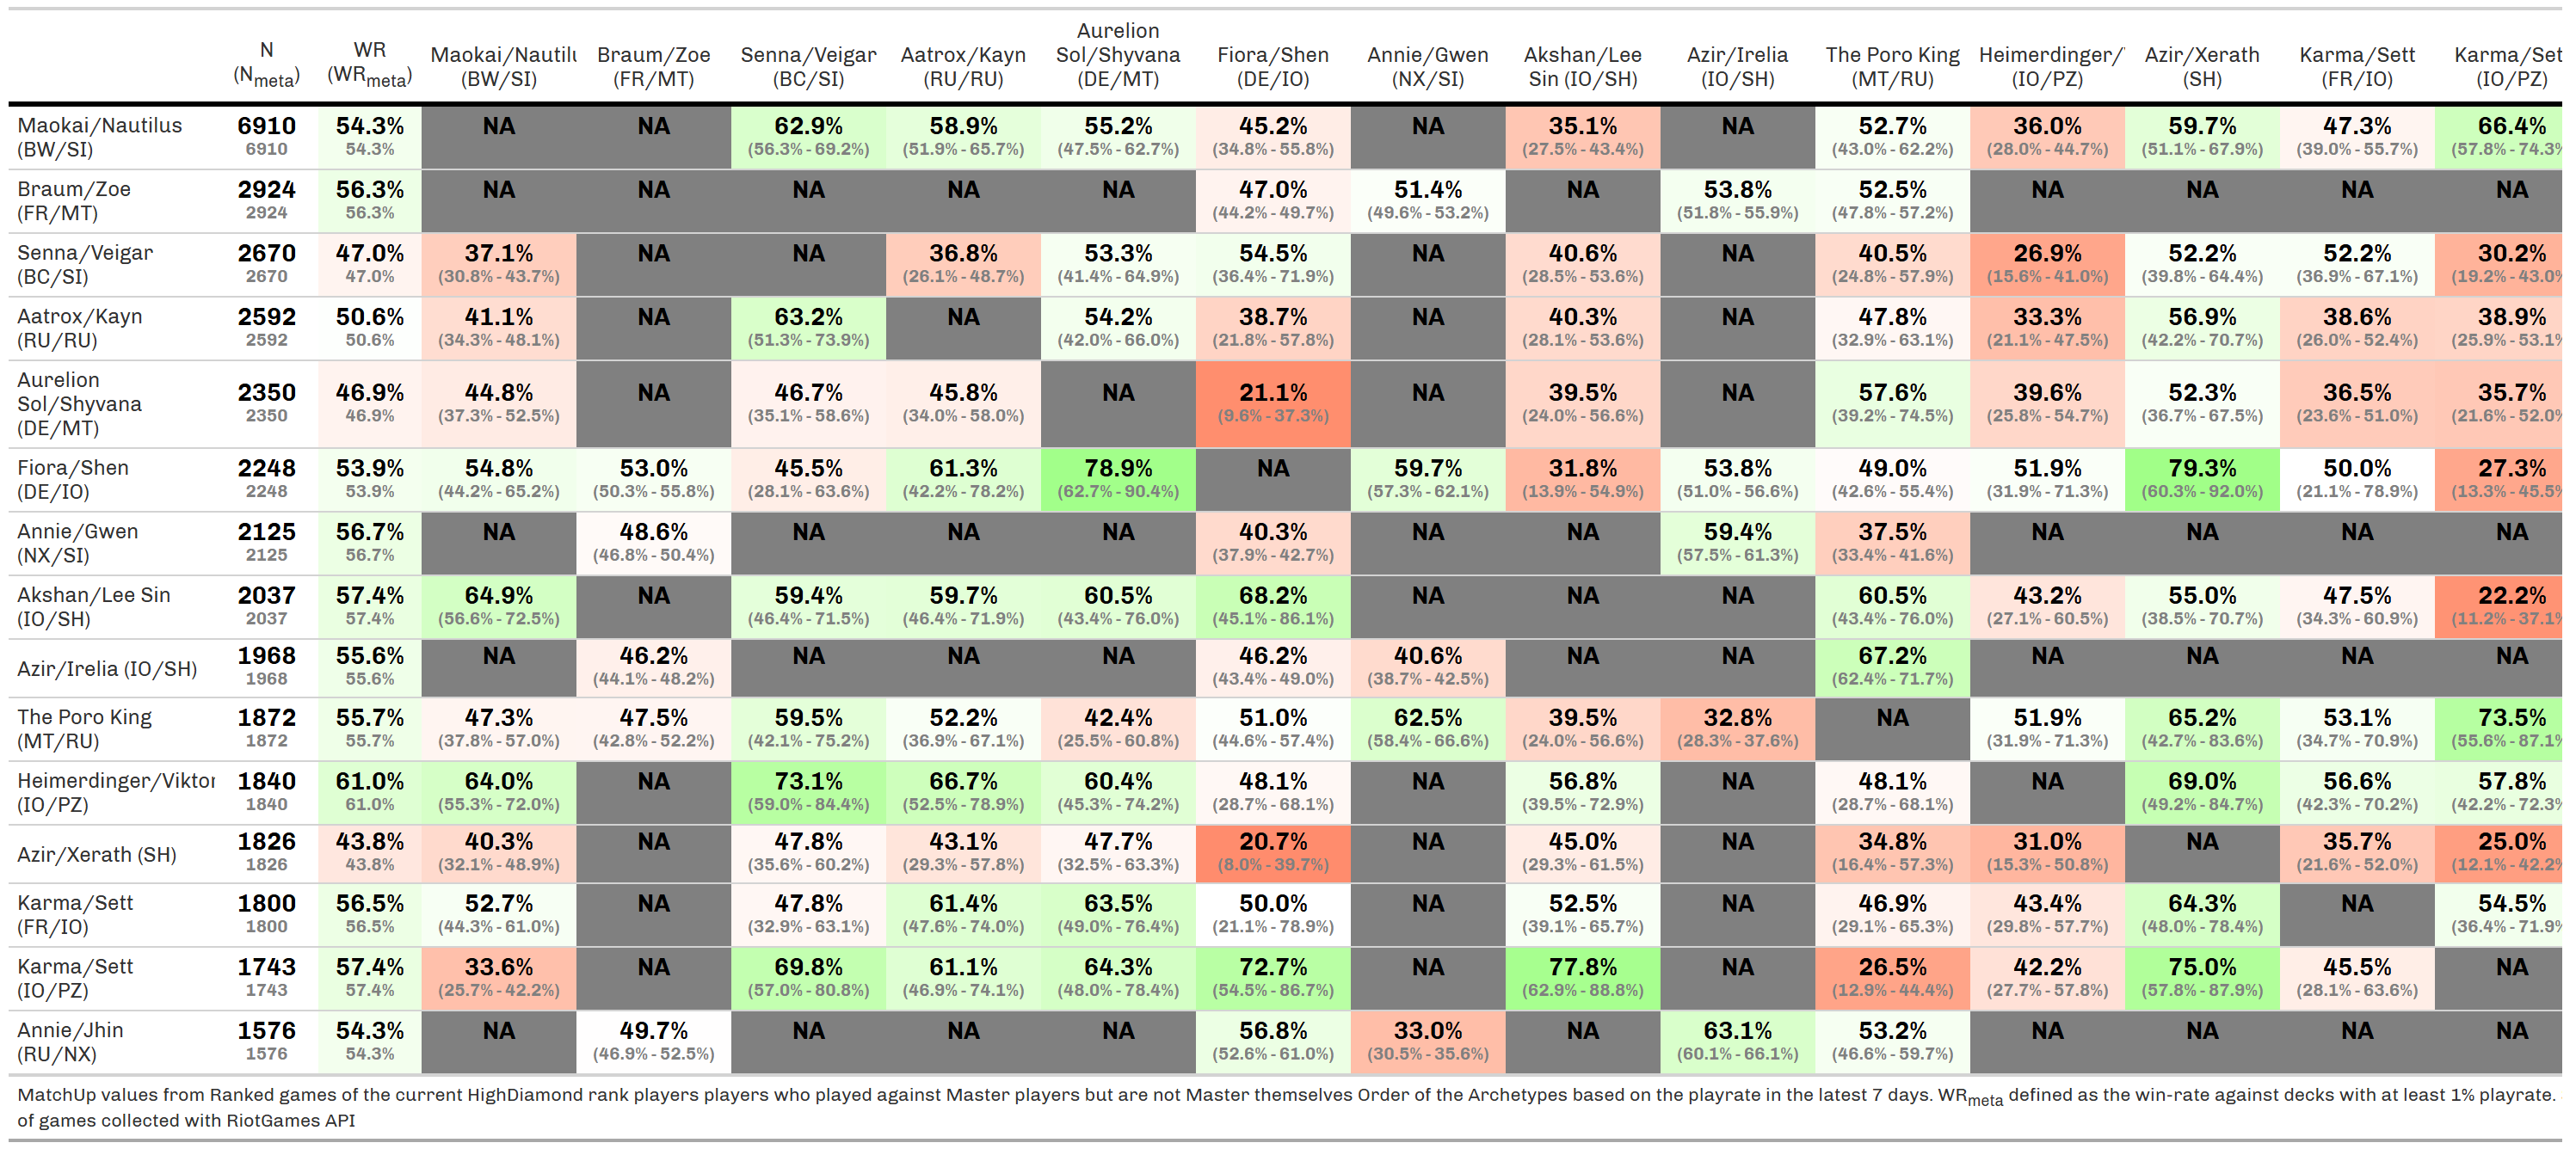 N (Nmeta) WR (WRmeta) Maokai/Nautilu (BW/SI) Braum/Zoe (FR/MT) Senna/Veigar (BC/SI) Aatrox/Kayn (RU/RU) Aurelion Sol/Shyvana (DE/MT) Fiora/Shen (DE/IO) Annie/Gwen (NX/SI) Akshan/Lee Sin (IO/SH) Azir/Irelia (IO/SH) The Poro King (MT/RU) Heimerdinger/ (IO/PZ) Azir/Xerath (SH) Karma/Sett (FR/IO) Karma/Set (IO/PZ)
Maokai/Nautilus 6910 54.3% NA NA 62.9% 58.9% 55.2% 45.2% NA 35.1% NA 52.7% 36.0% 59.7% 47.3% 66.4%
(BW/SI) 6910 54.3% (56.3% - 69.2%) (51.9% - 65.7%) (47.5% - 62.7%) (34.8% - 55.8%) (27.5% - 43.4%) (43.0% - 62.2%) (28.0% - 44.7%) (51.1% - 67.9%) (39.0% - 55.7%) (57.8% - 74.3%
Braum/Zoe 2924 56.3% NA NA NA NA NA 47.0% 51.4% NA 53.8% 52.5% NA NA NA NA
(FR/MT) 2924 56.3% (44.2% - 49.7%) (49.6% - 53.2%) (51.8% - 55.9%) (47.8% - 57.2%)
Senna/Veigar 2670 47.0% 37.1% NA NA 36.8% 53.3% 54.5% NA 40.6% NA 40.5% 26.9% 52.2% 52.2% 30.2%
(BC/SI) 2670 47.0% (30.8% - 43.7%) (26.1% - 48.7%) (41.4% - 64.9%) (36.4% - 71.9%) (28.5% - 53.6%) (24.8% - 57.9%) (15.6% - 41.0%) (39.8% - 64.4%) (36.9% - 67.1%) (19.2% - 43.0%
Aatrox/Kayn 2592 50.6% 41.1% NA 63.2% NA 54.2% 38.7% NA 40.3% NA 47.8% 33.3% 56.9% 38.6% 38.9%
(RU/RU) 2592 50.6% (34.3% - 48.1%) (51.3% - 73.9%) (42.0% - 66.0%) (21.8% - 57.8%) (28.1% - 53.6%) (32.9% - 63.1%) (21.1% - 47.5%) (42.2% - 70.7%) (26.0% - 52.4%) (25.9% - 53.1%
Aurelion
Sol/Shyvana 2350 46.9% 44.8% NA 46.7% 45.8% NA 21.1% NA 39.5% NA 57.6% 39.6% 52.3% 36.5% 35.7%
(DE/MT) 2350 46.9% (37.3% - 52.5%) (35.1% - 58.6%) (34.0% - 58.0%) (9.6% - 37.3%) (24.0% - 56.6%) (39.2% - 74.5%) (25.8% - 54.7%) (36.7% - 67.5%) (23.6% - 51.0%) (21.6% - 52.0%
Fiora/Shen 2248 53.9% 54.8% 53.0% 45.5% 61.3% 78.9% NA 59.7% 31.8% 53.8% 49.0% 51.9% 79.3% 50.0% 27.3%
(DE/IO) 2248 53.9% (44.2% - 65.2%) (50.3% - 55.8%) (28.1% - 63.6%) (42.2% - 78.2%) (62.7% - 90.4%) (57.3% - 62.1%) (13.9% - 54.9%) (51.0% - 56.6%) (42.6% - 55.4%) (31.9% - 71.3%) (60.3% - 92.0%) (21.1% - 78.9%) (13.3% - 45.5%
Annie/Gwen 2125 56.7% NA 48.6% NA NA NA 40.3% NA NA 59.4% 37.5% NA NA NA NA
(NX/SI) 2125 56.7% (46.8% - 50.4%) (37.9% - 42.7%) (57.5% - 61.3%) (33.4% - 41.6%)
Akshan/Lee Sin 2037 57.4% 64.9% NA 59.4% 59.7% 60.5% 68.2% NA NA NA 60.5% 43.2% 55.0% 47.5% 22.2%
(IO/SH) 2037 57.4% (56.6% - 72.5%) (46.4% - 71.5%) (46.4% - 71.9%) (43.4% - 76.0%) (45.1% - 86.1%) (43.4% - 76.0%) (27.1% - 60.5%) (38.5% - 70.7%) (34.3% - 60.9%) (11.2% - 37.1%
Azir/Irelia (IO/SH) 1968 55.6% NA 46.2% NA NA NA 46.2% 40.6% NA NA 67.2% NA NA NA NA
1968 55.6% (44.1% - 48.2%) (43.4% - 49.0%) (38.7% - 42.5%) (62.4% - 71.7%)
The Poro King 1872 55.7% 47.3% 47.5% 59.5% 52.2% 42.4% 51.0% 62.5% 39.5% 32.8% NA 51.9% 65.2% 53.1% 73.5%
(MT/RU) 1872 55.7% (37.8% - 57.0%) (42.8% - 52.2%) (42.1% - 75.2%) (36.9% - 67.1%) (25.5% - 60.8%) (44.6% - 57.4%) (58.4% - 66.6%) (24.0% - 56.6%) (28.3% - 37.6%) (31.9% - 71.3%) (42.7% - 83.6%) (34.7% - 70.9%) (55.6% - 87.1%
Heimerdinger/Viktor 1840 61.0% 64.0% NA 73.1% 66.7% 60.4% 48.1% NA 56.8% NA 48.1% NA 69.0% 56.6% 57.8%
(IO/PZ) 1840 61.0% (55.3% - 72.0%) (59.0% - 84.4%) (52.5% - 78.9%) (45.3% - 74.2%) (28.7% - 68.1%) (39.5% - 72.9%) (28.7% - 68.1%) (49.2% - 84.7%) (42.3% - 70.2%) (42.2% - 72.3%
Azir/Xerath (SH) 1826 43.8% 40.3% NA 47.8% 43.1% 47.7% 20.7% NA 45.0% NA 34.8% 31.0% NA 35.7% 25.0%
1826 43.8% (32.1% - 48.9%) (35.6% - 60.2%) (29.3% - 57.8%) (32.5% - 63.3%) (8.0% - 39.7%) (29.3% - 61.5%) (16.4% - 57.3%) (15.3% - 50.8%) (21.6% - 52.0%) (12.1% - 42.2%
Karma/Sett 1800 56.5% 52.7% NA 47.8% 61.4% 63.5% 50.0% NA 52.5% NA 46.9% 43.4% 64.3% NA 54.5%
(FR/IO) 1800 56.5% (44.3% - 61.0%) (32.9% - 63.1%) (47.6% - 74.0%) (49.0% - 76.4%) (21.1% - 78.9%) (39.1% - 65.7%) (29.1% - 65.3%) (29.8% - 57.7%) (48.0% - 78.4%) (36.4% - 71.9%
Karma/Sett 1743 57.4% 33.6% NA 69.8% 61.1% 64.3% 72.7% NA 77.8% NA 26.5% 42.2% 75.0% 45.5% NA
(IO/PZ) 1743 57.4% (25.7% - 42.2%) (57.0% - 80.8%) (46.9% - 74.1%) (48.0% - 78.4%) (54.5% - 86.7%) (62.9% - 88.8%) (12.9% - 44.4%) (27.7% - 57.8%) (57.8% - 87.9%) (28.1% - 63.6%)
Annie/Jhin 1576 54.3% NA 49.7% NA NA NA 56.8% 33.0% NA 63.1% 53.2% NA NA NA NA
(RU/NX) 1576 54.3% (46.9% - 52.5%) (52.6% - 61.0%) (30.5% - 35.6%) (60.1% - 66.1%) (46.6% - 59.7%)
MatchUp values from Ranked games of the current HighDiamond rank players players who played against Master players but are not Master themselves Order of the Archetypes based on the playrate in the latest 7 days. WRmeta defined as the win-rate against decks with at least 1% playrate.
of games collected with RiotGames API